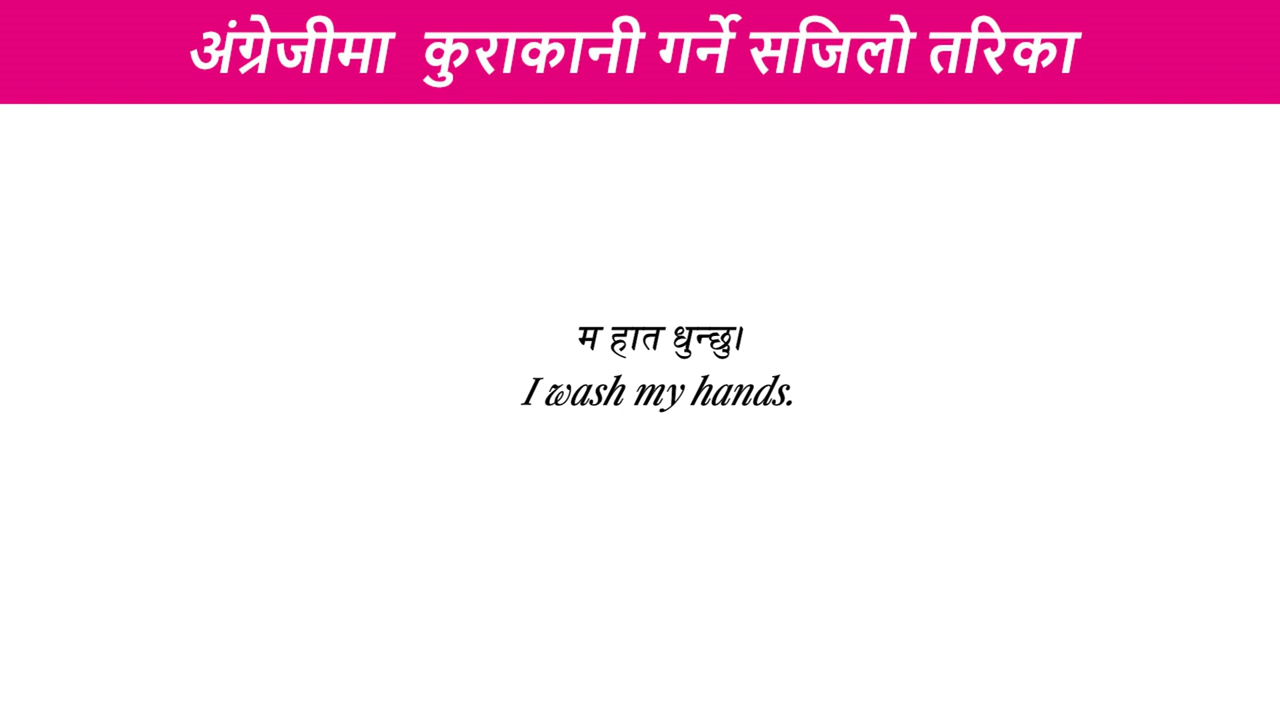 अंग्रेजीमा कुराकानी गर्ने सजिलो तरिका
म हात धुन्छु।
I wash my hands.